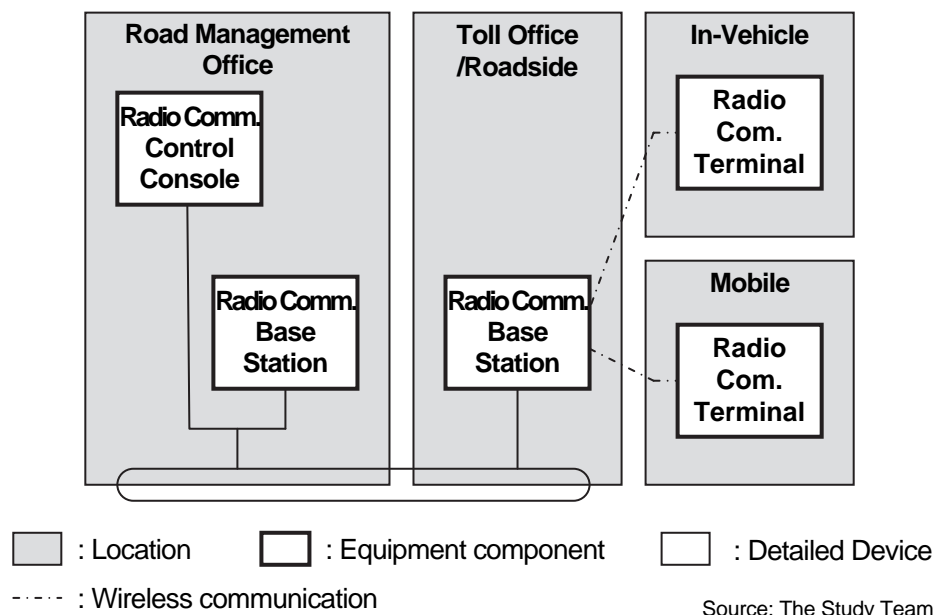 Road Management
Office
Radio Comm.
Control
Console
Radio Comm.
Base
Station
Toll Office
/Roadside
Radio Comm.
Base
Station
In-Vehicle
Radio
Com.
Terminal
Mobile
Radio
Com.
Terminal
: Location
: Equipment component
: Detailed Device
: Wireless communication
Source: The Study Team